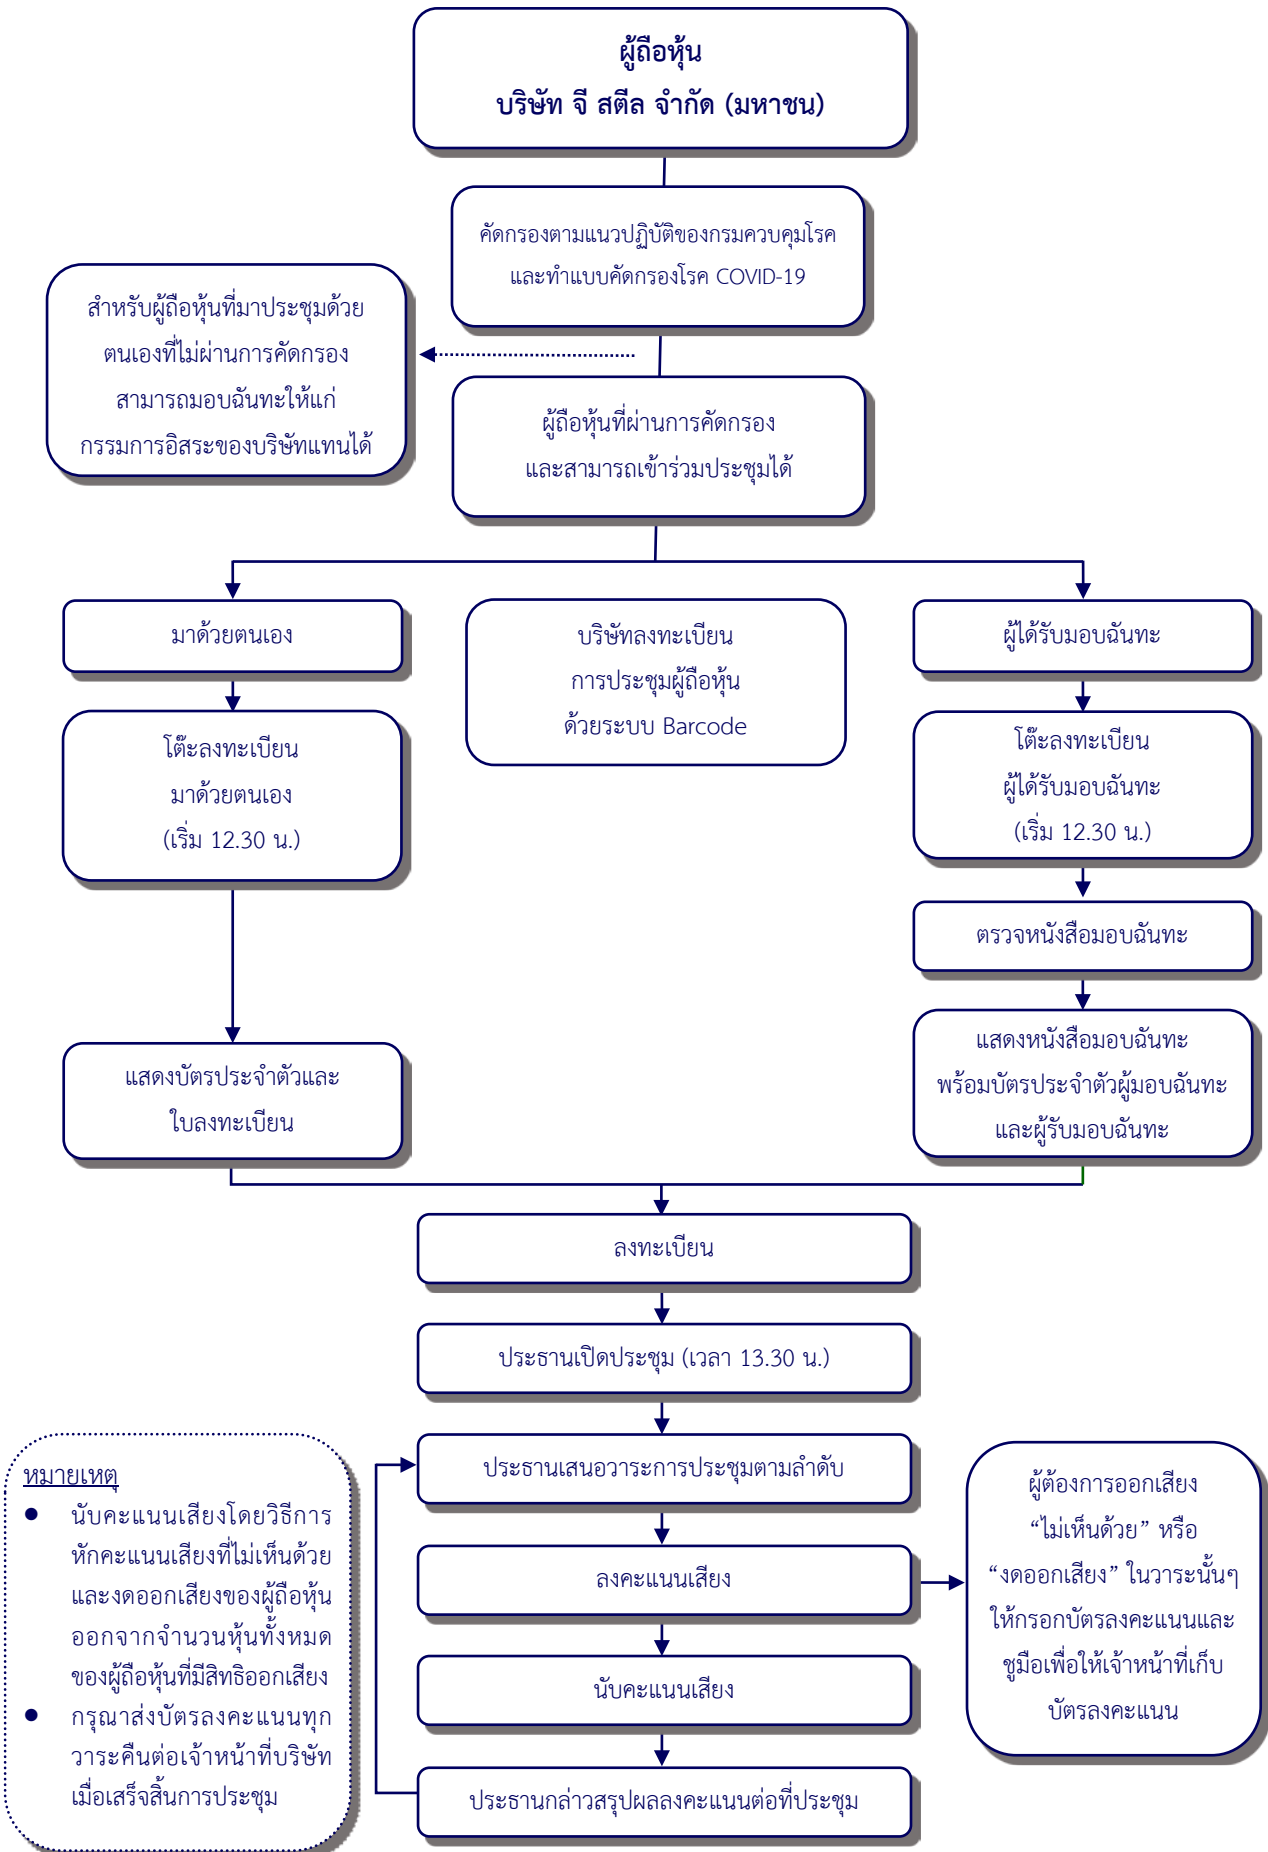 ผู้ถือหุ้น
บริษัท จี สตีล จำกัด (มหาชน)
คัดกรองตามแนวปฏิบัติของกรมควบคุมโรค
และทำแบบคัดกรองโรค COVID-19
สำหรับผู้ถือหุ้นที่มาประชุมด้วย
ตนเองที่ไม่ผ่านการคัดกรอง
สามารถมอบฉันทะให้แก่
กรรมการอิสระของบริษัทแทนได้
ผู้ถือหุ้นที่ผ่านการคัดกรอง
และสามารถเข้าร่วมประชุมได้
มาด้วยตนเอง
บริษัทลงทะเบียน
การประชุมผู้ถือหุ้น
ด้วยระบบ Barcode
ผู้ได้รับมอบฉันทะ
โต๊ะลงทะเบียน
มาด้วยตนเอง
(เริ่ม 12.30 น.)
โต๊ะลงทะเบียน
ผู้ได้รับมอบฉันทะ
(เริ่ม 12.30 น.)
ตรวจหนังสือมอบฉันทะ
แสดงบัตรประจำตัวและ
ใบลงทะเบียน
แสดงหนังสือมอบฉันทะ
พร้อมบัตรประจำตัวผู้มอบฉันทะ
และผู้รับมอบฉันทะ
ลงทะเบียน
ประธานเปิดประชุม (เวลา 13.30 น.)
ประธานเสนอวาระการประชุมตามลำดับ
ลงคะแนนเสียง
ผู้ต้องการออกเสียง
“ไม่เห็นด้วย” หรือ
“งดออกเสียง” ในวาระนั้นๆ
ให้กรอกบัตรลงคะแนนและ
ชูมือเพื่อให้เจ้าหน้าที่เก็บ
บัตรลงคะแนน
นับคะแนนเสียง
ประธานกล่าวสรุปผลลงคะแนนต่อที่ประชุม
หมายเหตุ
● นับคะแนนเสียงโดยวิธีการ
หักคะแนนเสียงที่ไม่เห็นด้วย
และงดออกเสียงของผู้ถือหุ้น
ออกจากจำนวนหุ้นทั้งหมด
ของผู้ถือหุ้นที่มีสิทธิออกเสียง
● กรุณาส่งบัตรลงคะแนนทุก
วาระคืนต่อเจ้าหน้าที่บริษัท
เมื่อเสร็จสิ้นการประชุม